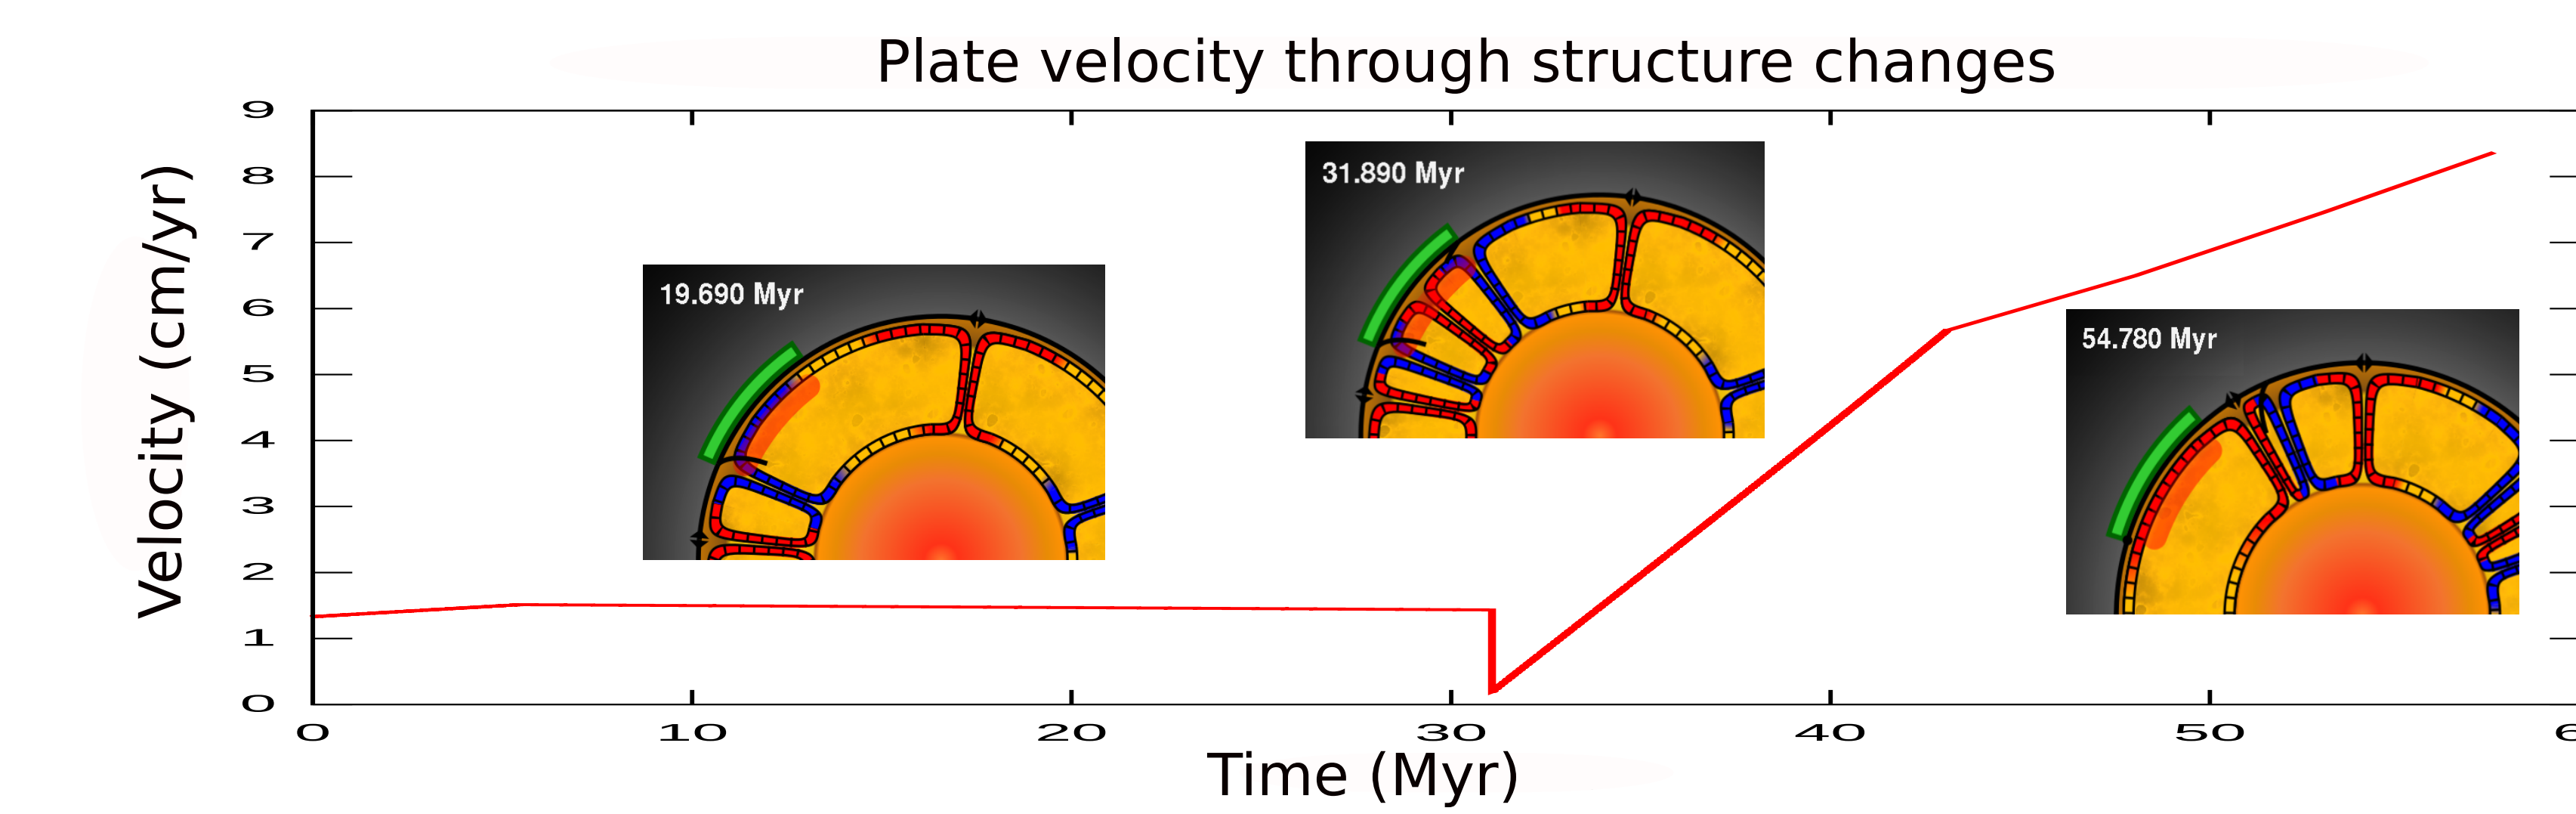 Plate velocity through structure changes
Velocity (cm/yr)
9
8
7
6
5
4
3
2
1
0
31.890 Myr
19.690 Myr
54.780 Myr
0 10 20 30 40 50
Time (Myr)